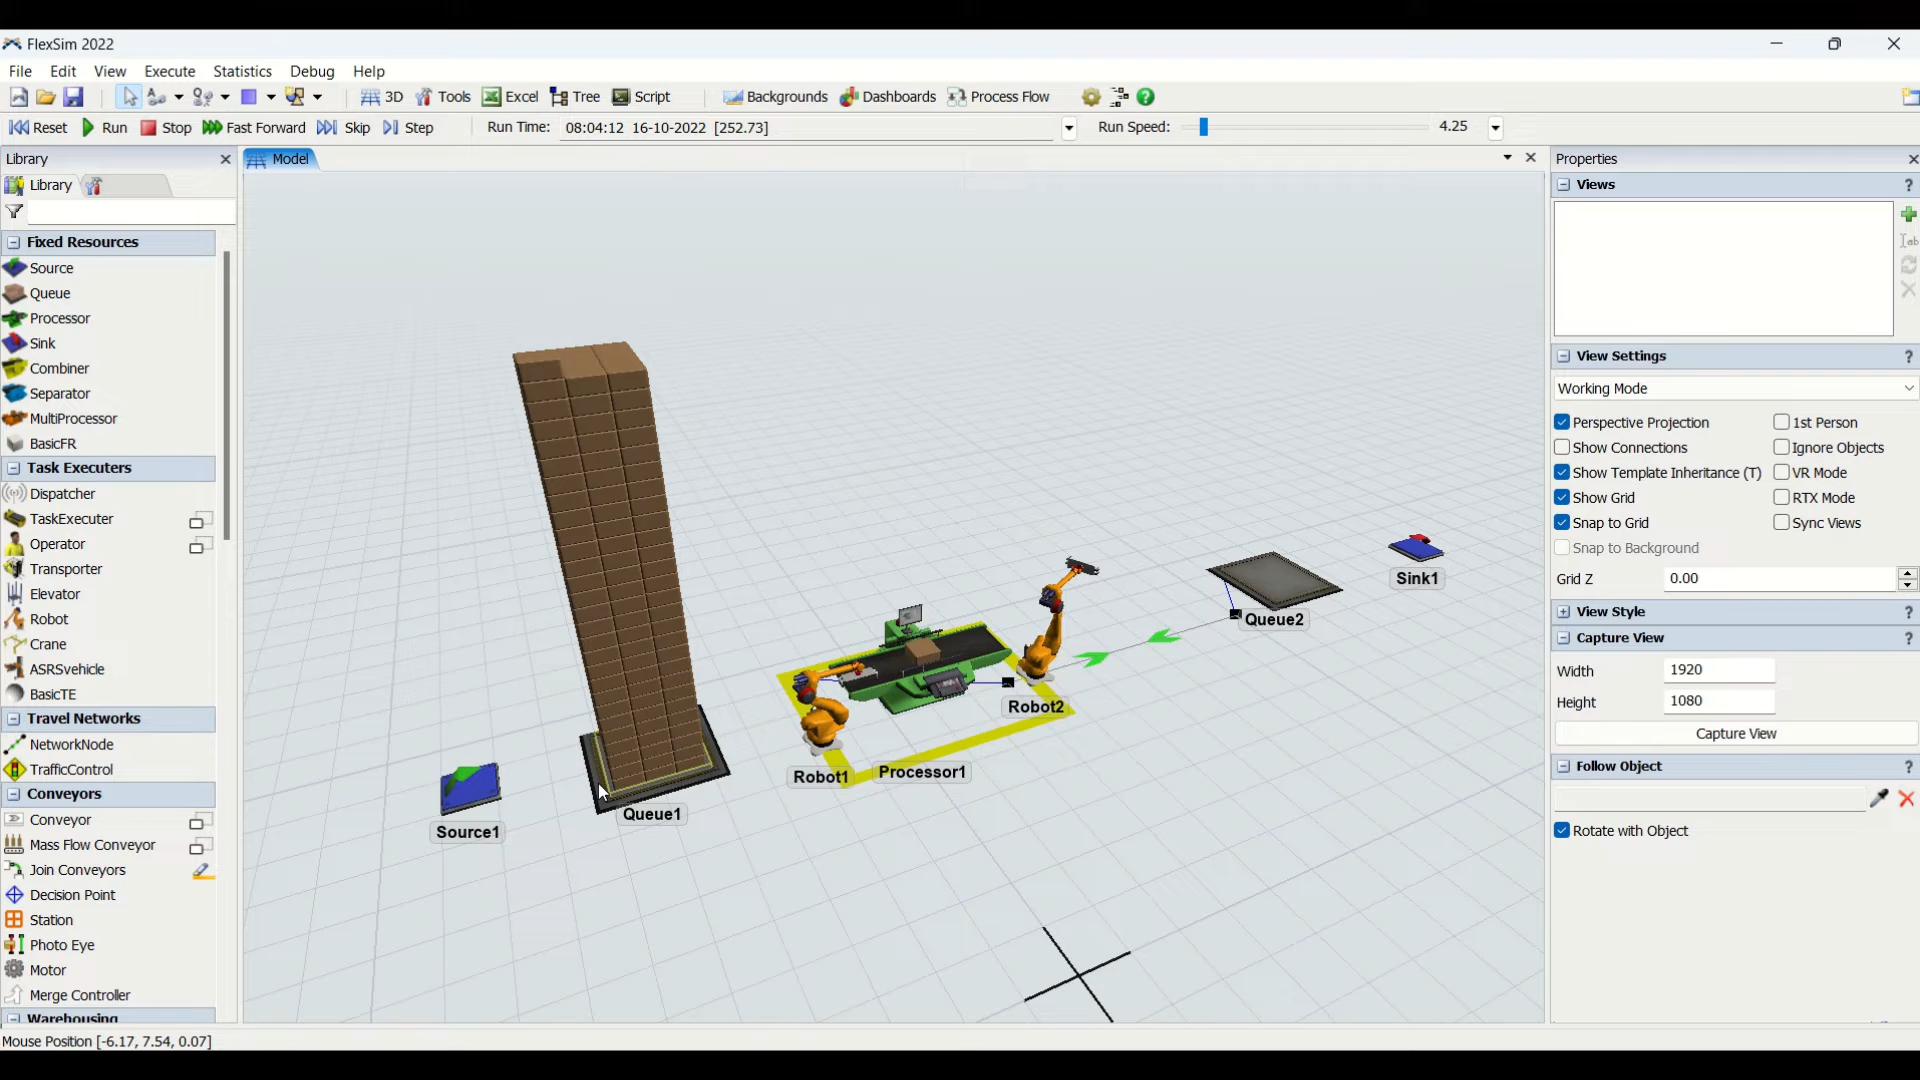 FlexSim 2022
File Edit View Execute Statistics Debug Help
3D Tools Excel Tree Script Backgrounds Dashboards Process Flow
Reset Run Stop Fast Forward Skip Step Run Time: 08:04:12 16-10-2022 [252.73] Run Speed: 4.25
Library
Library
Fixed Resources
Source
Queue
Processor
Sink
Combiner
Separator
MultiProcessor
BasicFR
Task Executers
Dispatcher
TaskExecuter
Operator
Transporter
Elevator
Robot
Crane
ASRSvehicle
BasicTE
Travel Networks
NetworkNode
TrafficControl
Conveyors
Conveyor
Mass Flow Conveyor
Join Conveyors
Decision Point
Station
Photo Eye
Motor
Merge Controller
Warehousing
Model
Sink1
Queue2
Robot2
Processor1
Robot1
Queue1
Source1
Properties
Views
View Settings
Working Mode
Perspective Projection 1st Person
Show Connections Ignore Objects
Show Template Inheritance (T) VR Mode
Show Grid RTX Mode
Snap to Grid Sync Views
Snap to Background
Grid Z 0.00
View Style
Capture View
Width 1920
Height 1080
Capture View
Follow Object
Rotate with Object
Mouse Position [-6.17, 7.54, 0.07]